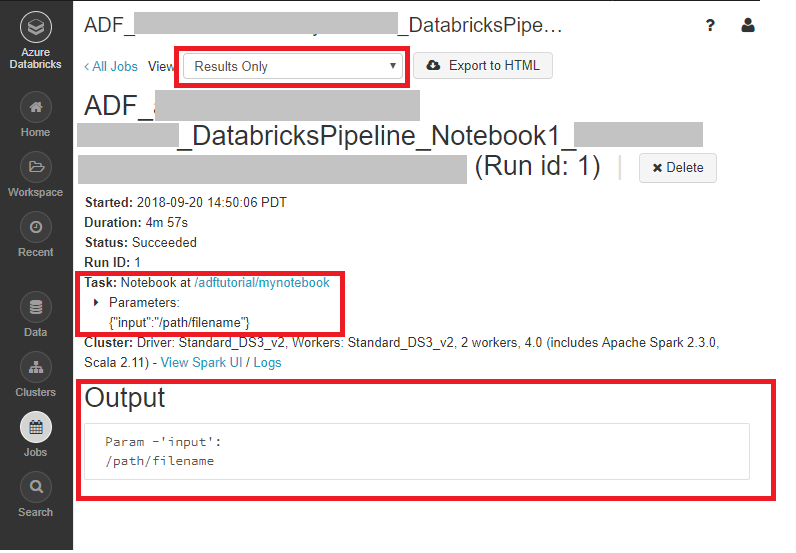 Azure
Databricks
Home
Workspace
Recent
Data
Clusters
Jobs
Search
ADF_ _DatabricksPipe...
?
< All Jobs View Results Only Export to HTML
ADF_
_DatabricksPipeline_Notebook1_
(Run id: 1) | Delete
Started: 2018-09-20 14:50:06 PDT
Duration: 4m 57s
Status: Succeeded
Run ID: 1
Task: Notebook at /adftutorial/mynotebook
Parameters:
{"input":"/path/filename"}
Cluster: Driver: Standard_DS3_v2, Workers: Standard_DS3_v2, 2 workers, 4.0 (includes Apache Spark 2.3.0,
Scala 2.11) - View Spark UI / Logs
Output
Param -'input':
/path/filename